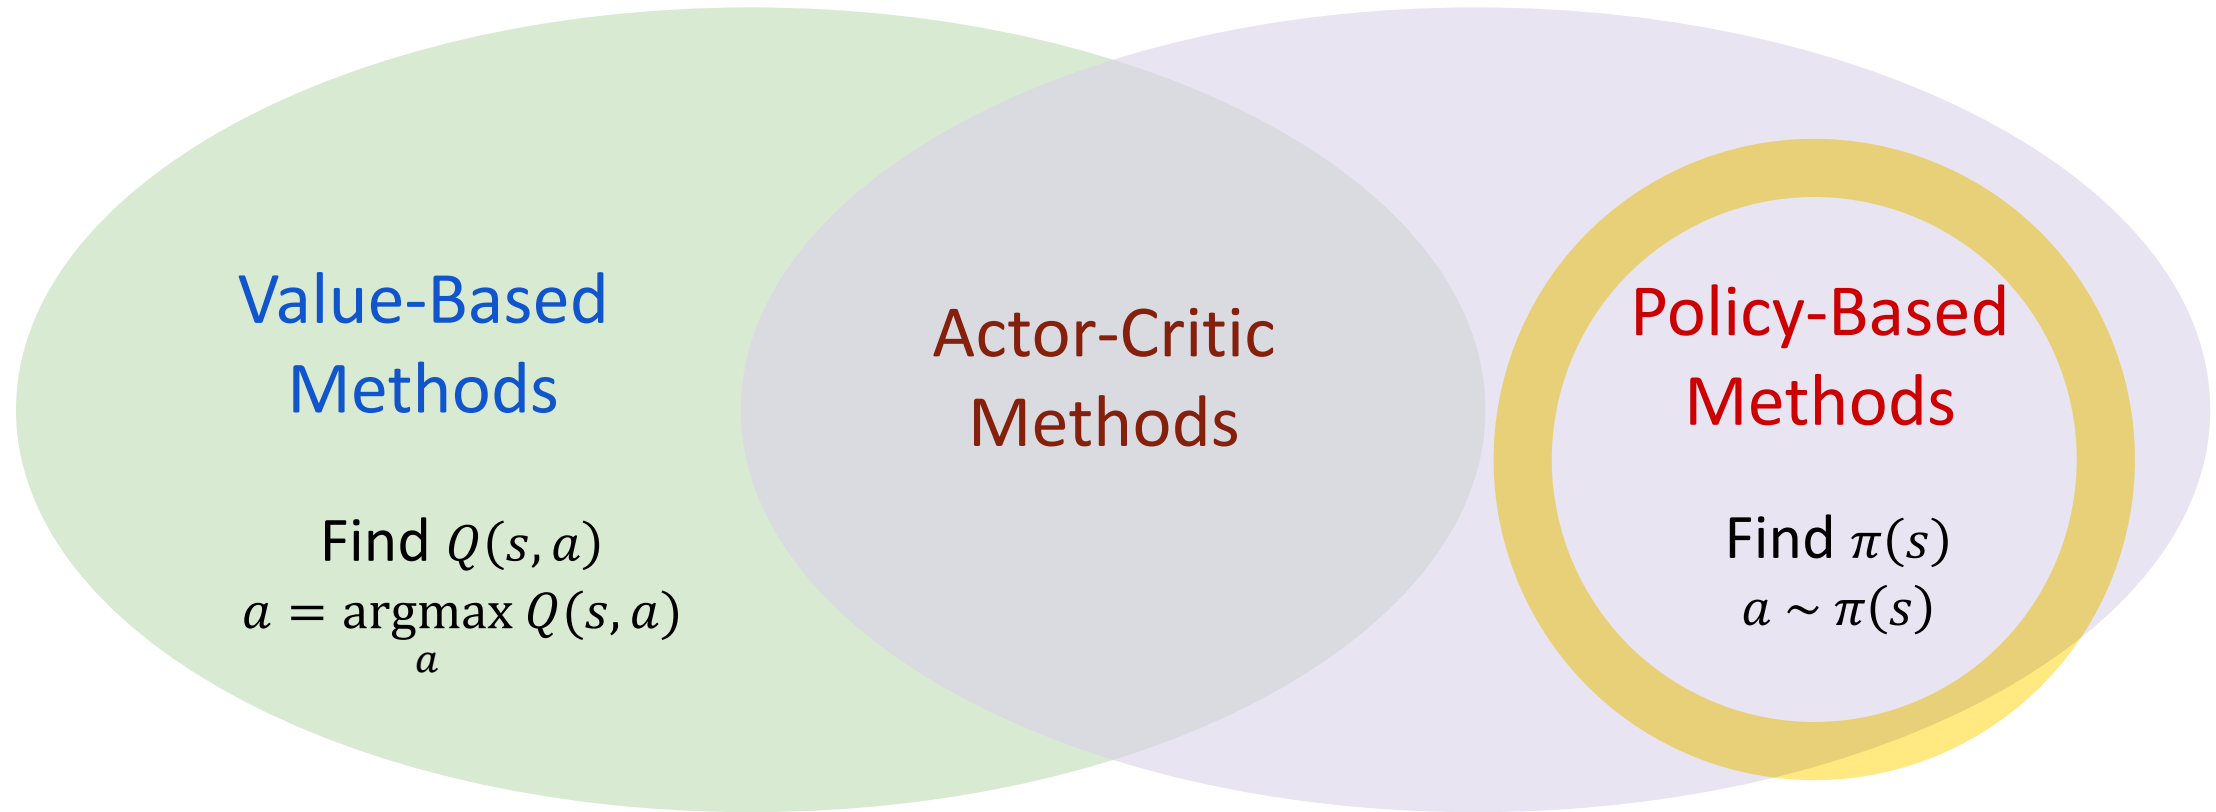 Value-Based
Methods
Find Q(s, a)
a = argmax Q(s, a)
a
Actor-Critic
Methods
Policy-Based
Methods
Find π(s)
a ~ π(s)